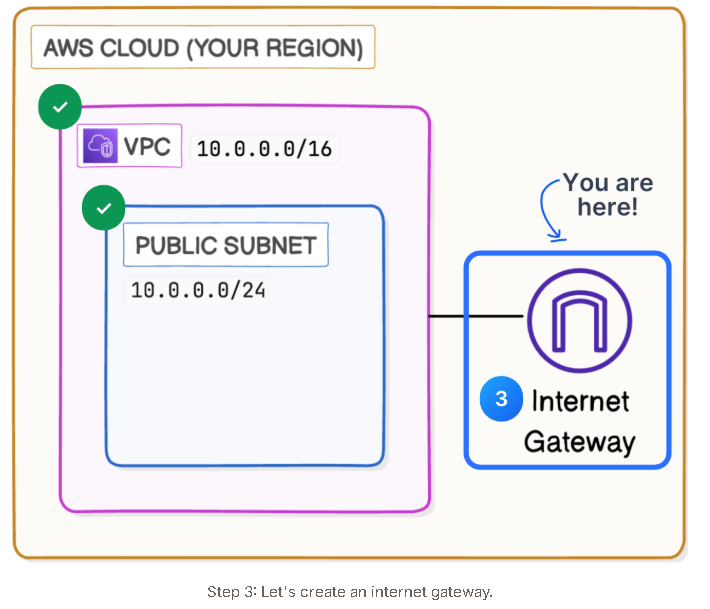 AWS CLOUD (YOUR REGION)
VPC
10.0.0.0/16
You are
here!
PUBLIC SUBNET
10.0.0.0/24
3
Internet
Gateway
Step 3: Let's create an internet gateway.